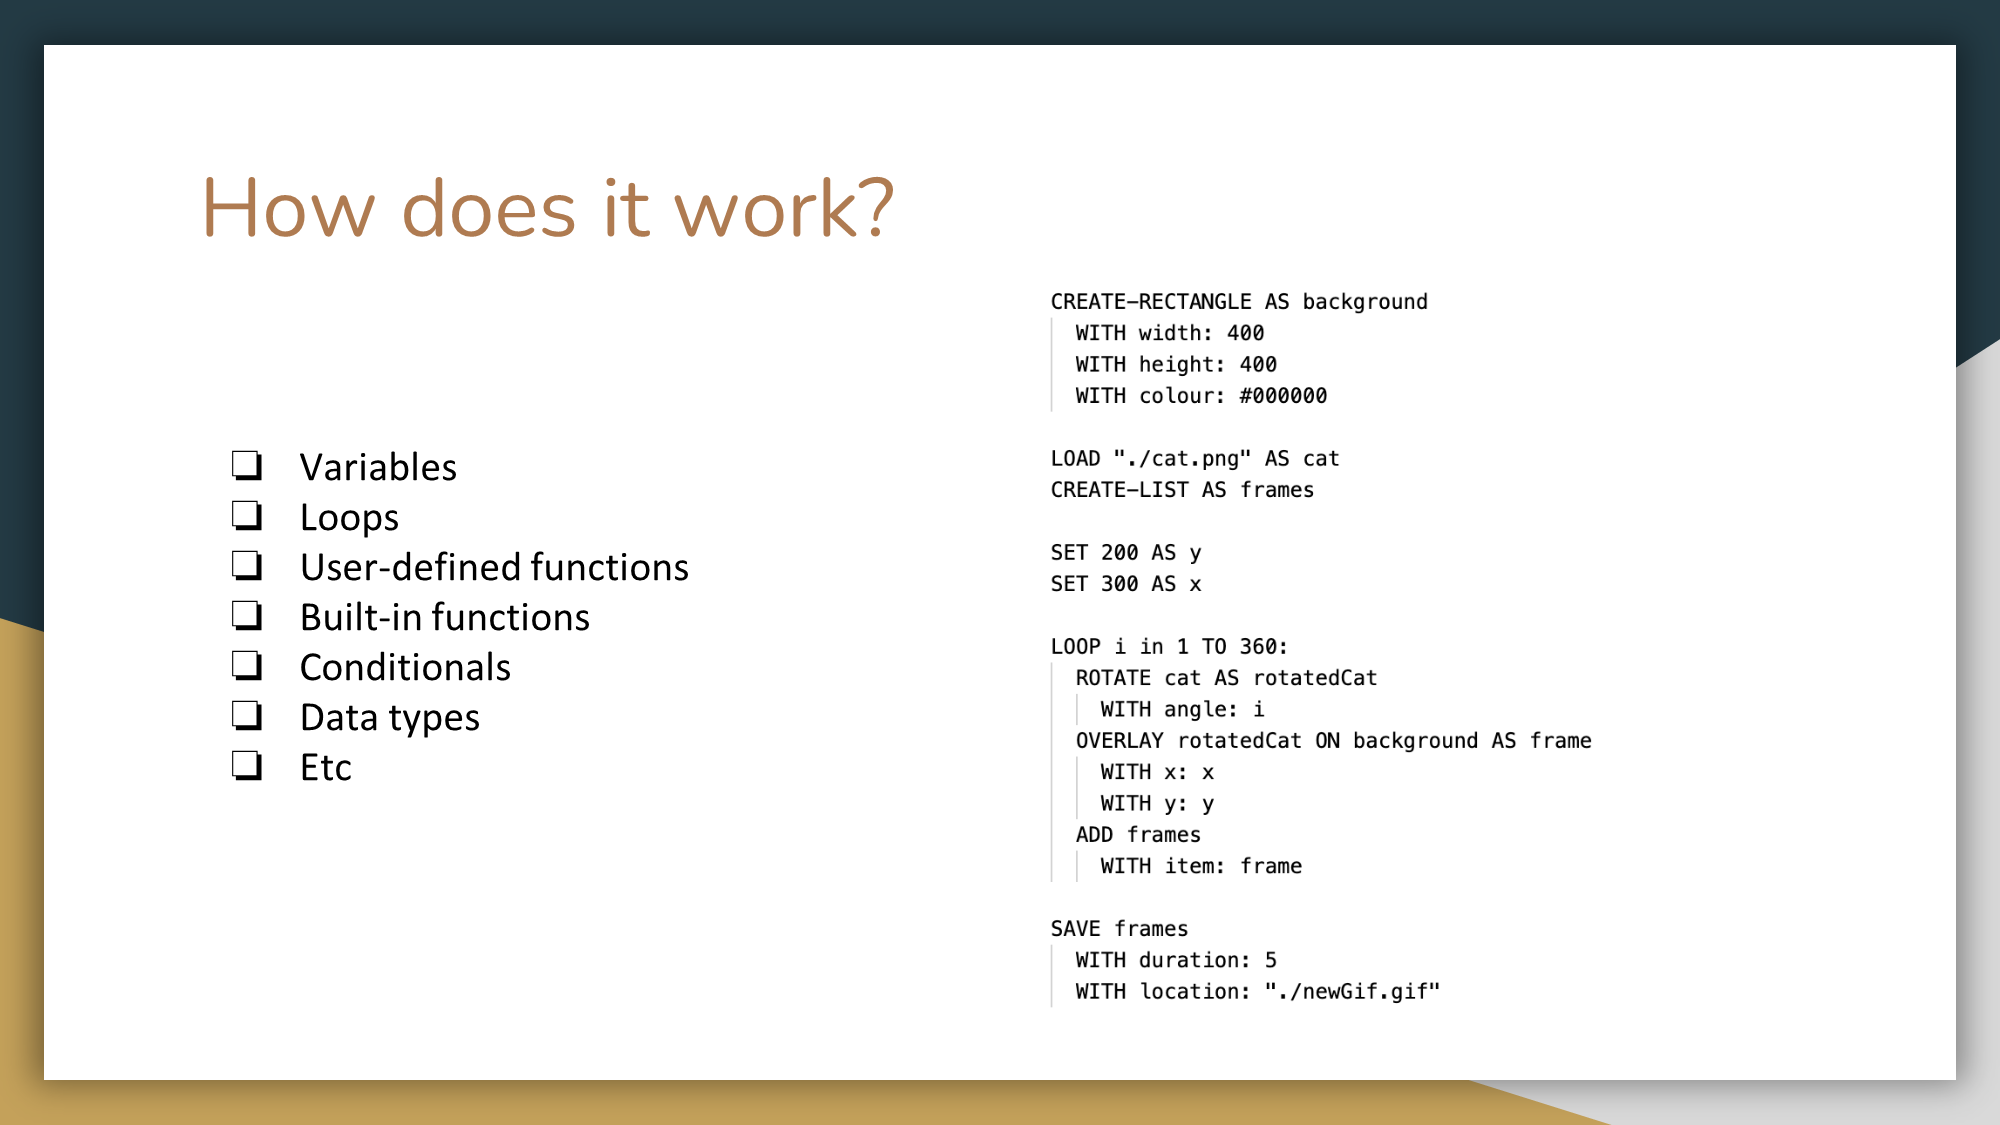 How does it work?
❏ Variables
❏ Loops
❏ User-defined functions
❏ Built-in functions
❏ Conditionals
❏ Data types
❏ Etc
CREATE-RECTANGLE AS background
  WITH width: 400
  WITH height: 400
  WITH colour: #000000
LOAD "./cat.png" AS cat
CREATE-LIST AS frames
SET 200 AS y
SET 300 AS x
LOOP i in 1 TO 360:
  ROTATE cat AS rotatedCat
    WITH angle: i
  OVERLAY rotatedCat ON background AS frame
    WITH x: x
    WITH y: y
  ADD frames
    WITH item: frame
SAVE frames
  WITH duration: 5
  WITH location: "./newGif.gif"